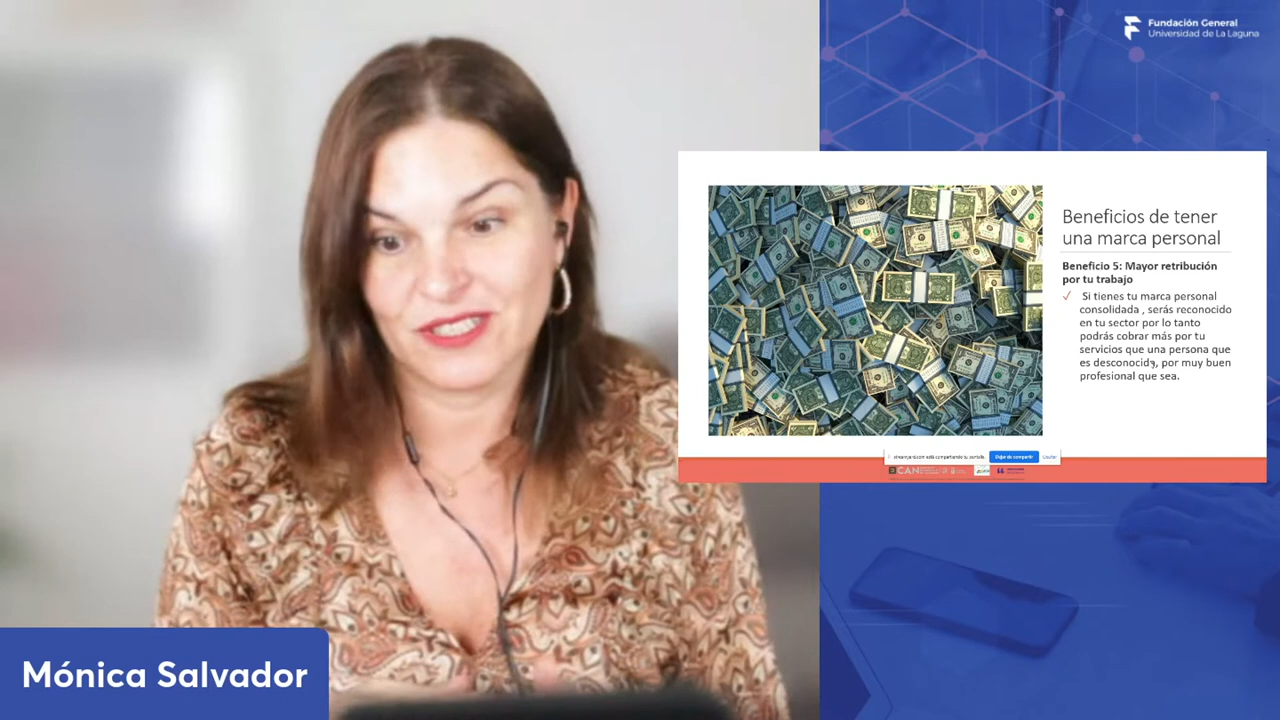 Fundación General
Universidad de La Laguna
Beneficios de tener
una marca personal
Beneficio 5: Mayor retribución
por tu trabajo
✓ Si tienes tu marca personal
consolidada , serás reconocido
en tu sector por lo tanto
podrás cobrar más por tu
servicios que una persona que
es desconocida, por muy buen
profesional que sea.
Dejar de compartir
Ocultar
CAN
Mónica Salvador